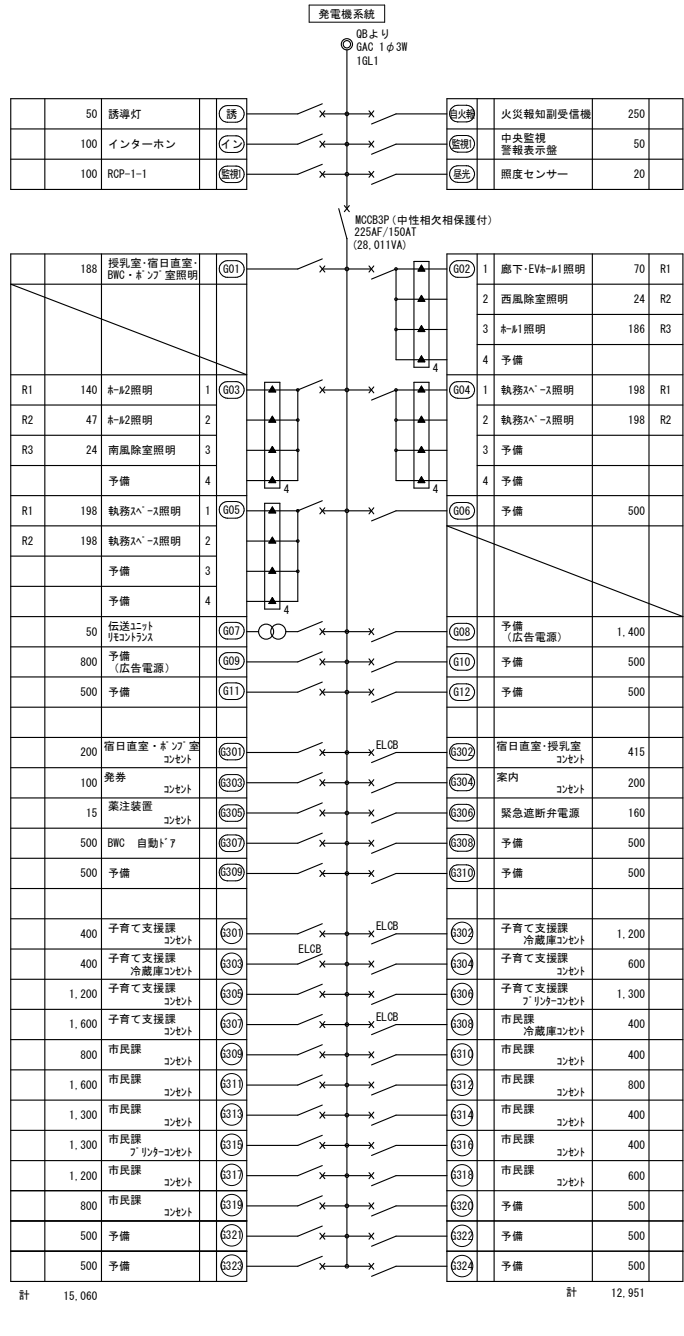 発電機系統
QBより
GAC 1φ3W
1GL1
50 誘導灯 誘 自火報 火災報知副受信機 250
100 インターホン イン 監視Ⅰ 中央監視 警報表示盤 50
100 RCP-1-1 監視Ⅰ 昼光 照度センサー 20
MCCB3P(中性相欠相保護付)
225AF/150AT
(28,011VA)
188 授乳室・宿日直室・BWC・ポンプ室照明 G01 G02 1 廊下・EVホール1照明 70 R1
2 西風除室照明 24 R2
3 ホール1照明 186 R3
4 予備
4
R1 140 ホール2照明 1 G03 G04 1 執務スペース照明 198 R1
R2 47 ホール2照明 2 2 執務スペース照明 198 R2
R3 24 南風除室照明 3 3 予備
予備 4 4 予備
4 4
R1 198 執務スペース照明 1 G05 G06 予備 500
R2 198 執務スペース照明 2
予備 3
予備 4
4
50 伝送ユニット リモコントランス G07 G08 予備(広告電源) 1,400
800 予備(広告電源) G09 G10 予備 500
500 予備 G11 G12 予備 500
200 宿日直室・ポンプ室 コンセント G301 ELCB G302 宿日直室・授乳室 コンセント 415
100 発券 コンセント G303 G304 案内 コンセント 200
15 薬注装置 コンセント G305 G306 緊急遮断弁電源 160
500 BWC 自動ドア G307 G308 予備 500
500 予備 G309 G310 予備 500
400 子育て支援課 コンセント G301 ELCB G302 子育て支援課 冷蔵庫コンセント 1,200
400 子育て支援課 冷蔵庫コンセント G303 ELCB G304 子育て支援課 コンセント 600
1,200 子育て支援課 コンセント G305 G306 子育て支援課 プリンターコンセント 1,300
1,600 子育て支援課 コンセント G307 ELCB G308 市民課 冷蔵庫コンセント 400
800 市民課 コンセント G309 G310 市民課 コンセント 400
1,600 市民課 コンセント G311 G312 市民課 コンセント 800
1,300 市民課 コンセント G313 G314 市民課 コンセント 400
1,300 市民課 プリンターコンセント G315 G316 市民課 コンセント 400
1,200 市民課 コンセント G317 G318 市民課 コンセント 600
800 市民課 コンセント G319 G320 予備 500
500 予備 G321 G322 予備 500
500 予備 G323 G324 予備 500
計 15,060 計 12,951